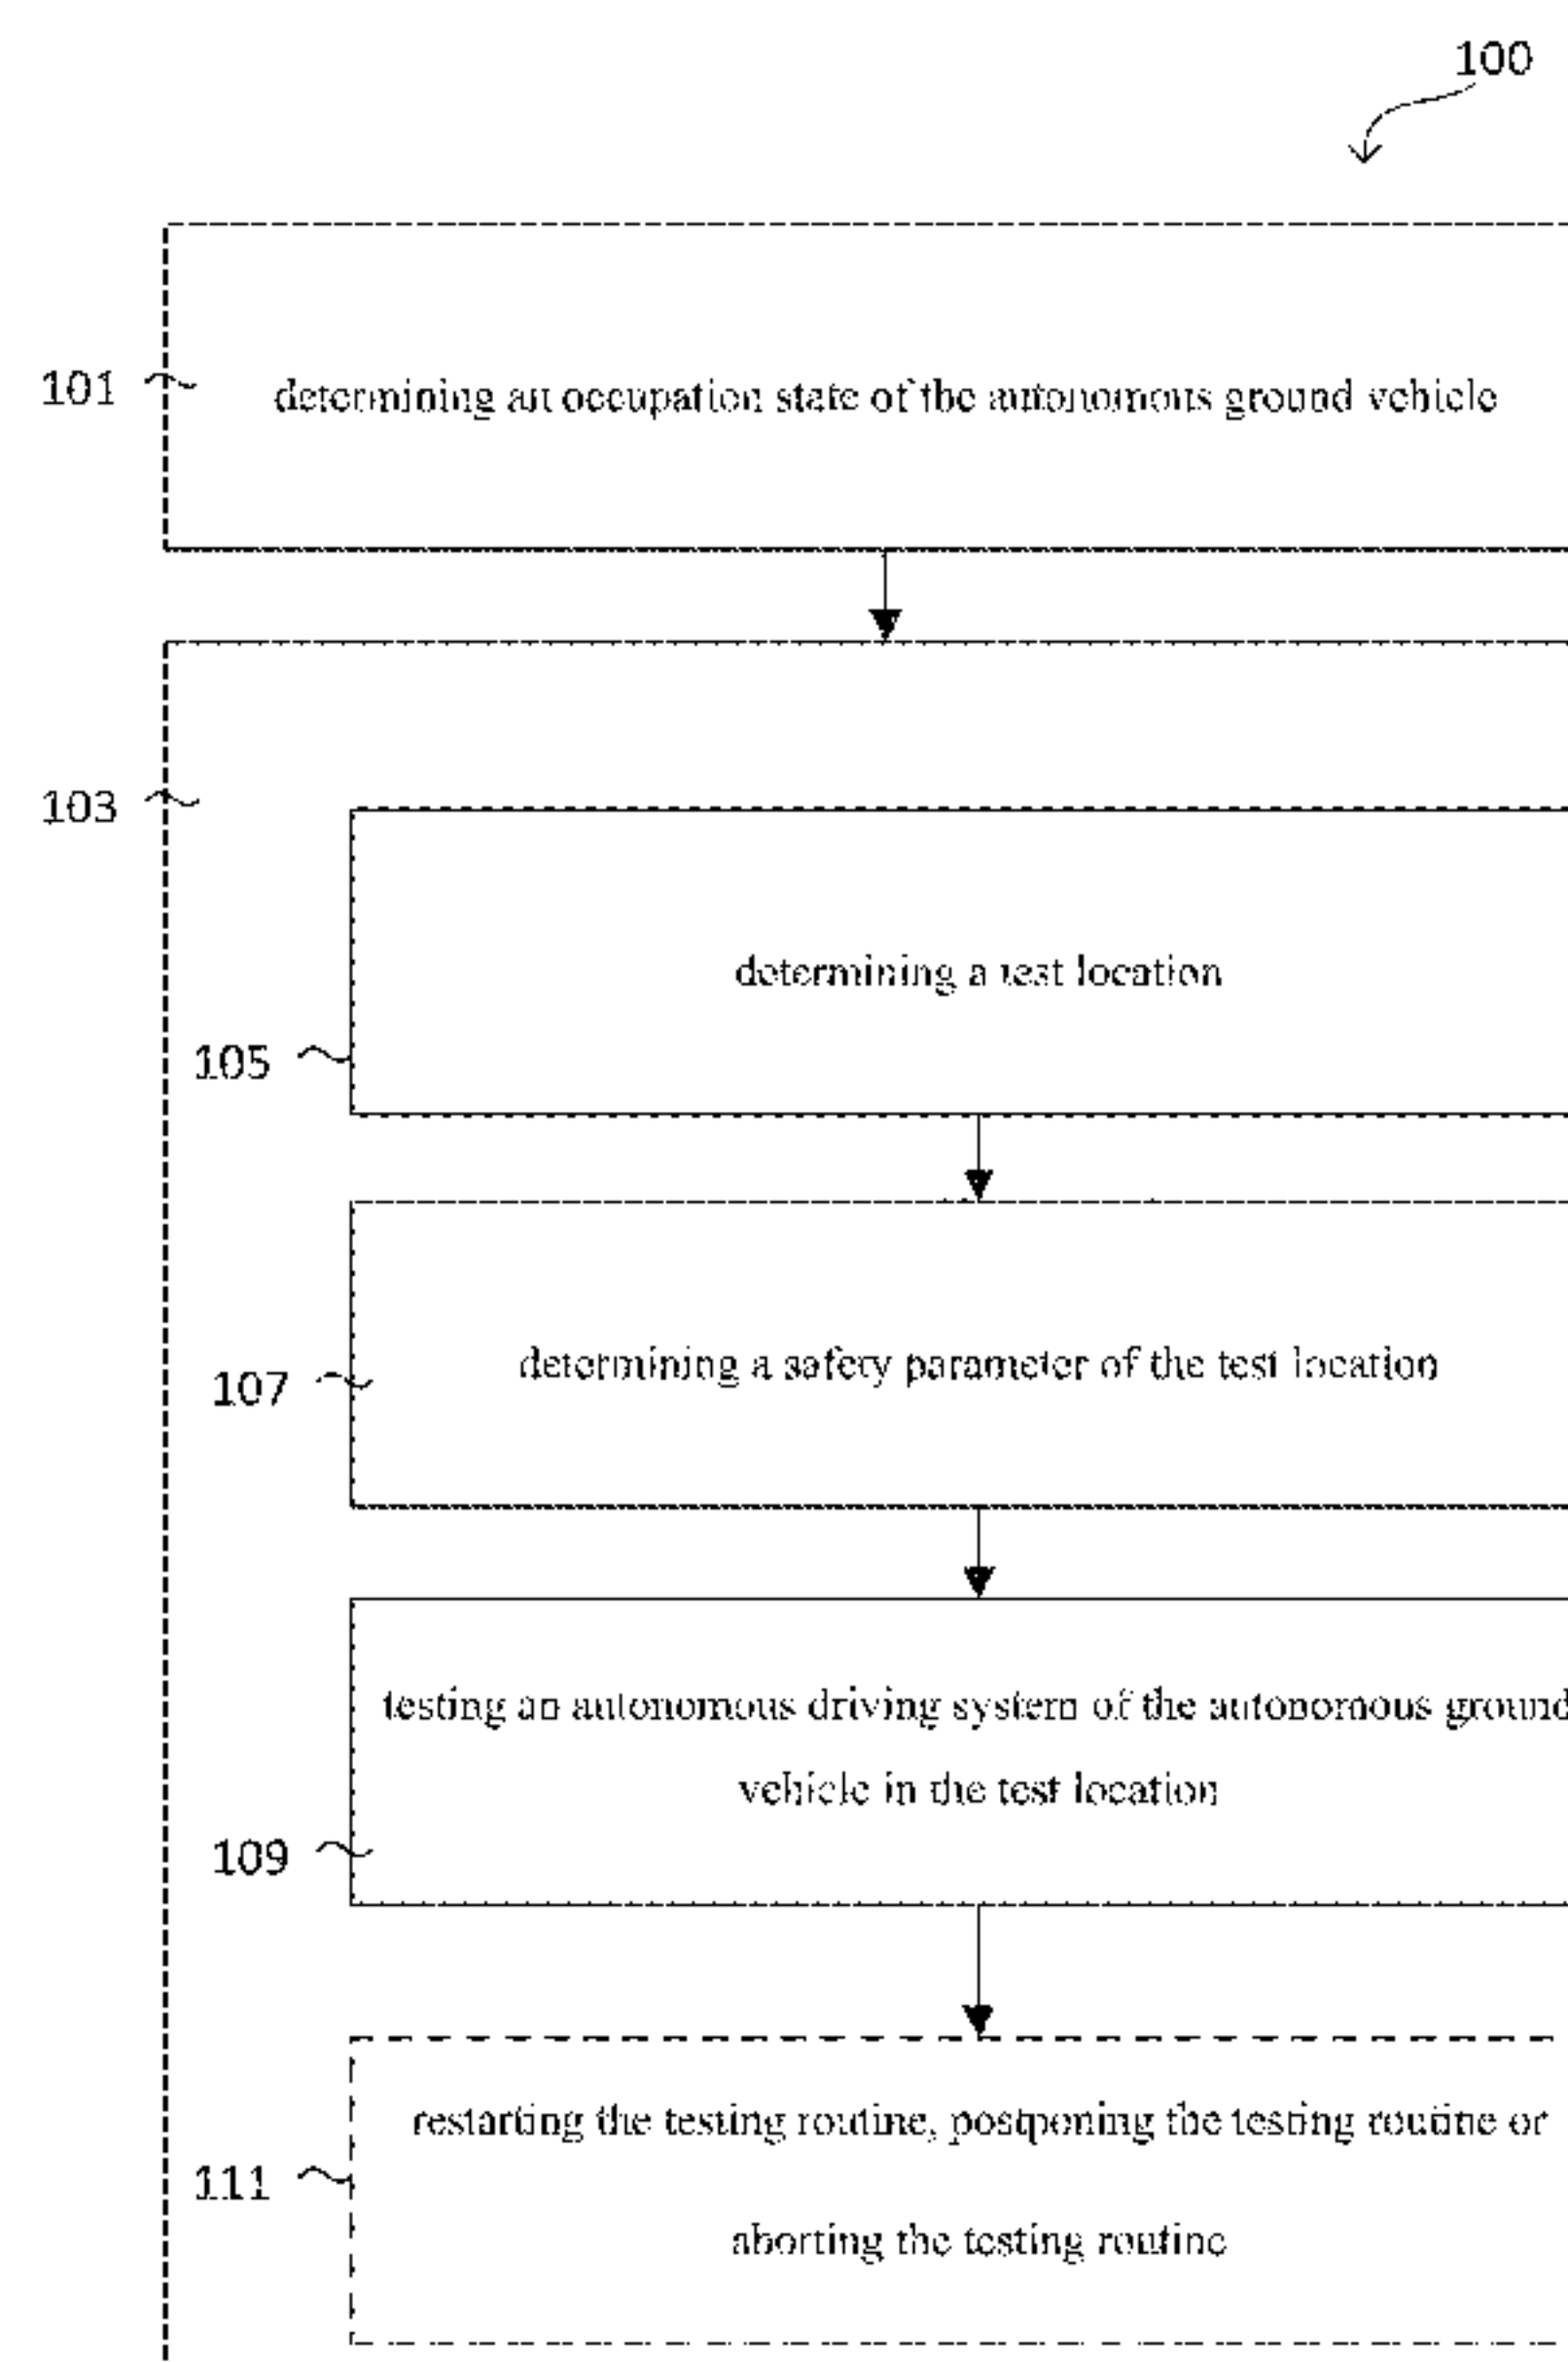 100
101 determining an occupation state of the autonomous ground vehicle
103
determining a test location
105
determining a safety parameter of the test location
107
testing an autonomous driving system of the autonomous ground
vehicle in the test location
109
restarting the testing routine, postponing the testing routine or
111
aborting the testing routine